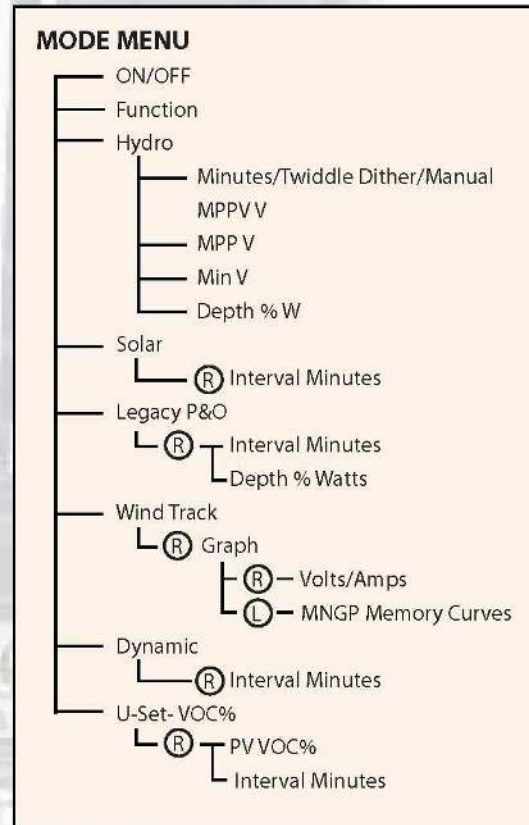 MODE MENU
ON/OFF
Function
Hydro
Minutes/Twiddle Dither/Manual
MPPV V
MPP V
Min V
Depth % W
Solar
R Interval Minutes
Legacy P&O
R Interval Minutes
Depth % Watts
Wind Track
R Graph
R Volts/Amps
L MNGP Memory Curves
Dynamic
R Interval Minutes
U-Set- VOC%
R PV VOC%
Interval Minutes